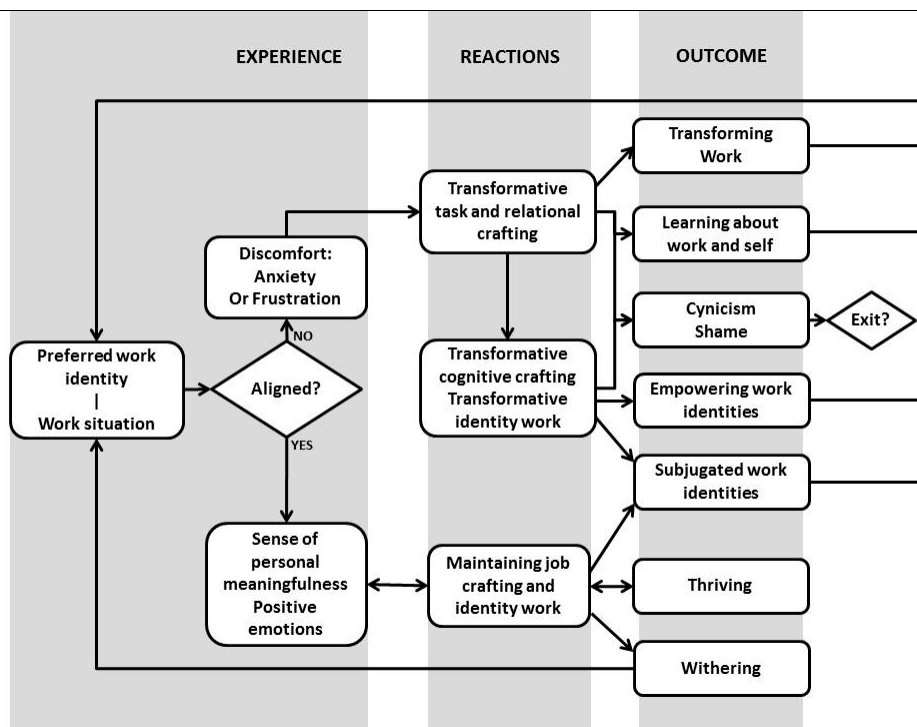 EXPERIENCE
REACTIONS
OUTCOME
Transforming
Work
Transformative
task and relational
crafting
Learning about
work and self
Discomfort:
Anxiety
Or Frustration
Cynicism
Shame
Exit?
NO
Preferred work
identity
|
Work situation
Aligned?
Transformative
cognitive crafting
Transformative
identity work
Empowering work
identities
YES
Subjugated work
identities
Sense of
personal
meaningfulness
Positive
emotions
Maintaining job
crafting and
identity work
Thriving
Withering